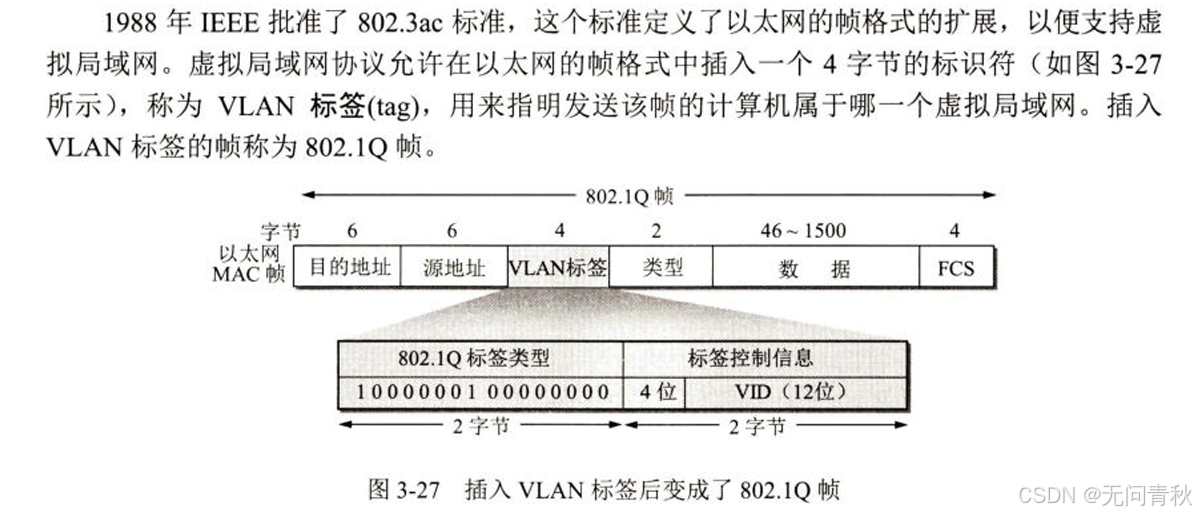 1988 年 IEEE 批准了 802.3ac 标准，这个标准定义了以太网的帧格式的扩展，以便支持虚
拟局域网。虚拟局域网协议允许在以太网的帧格式中插入一个 4 字节的标识符（如图 3-27
所示），称为 VLAN 标签(tag)，用来指明发送该帧的计算机属于哪一个虚拟局域网。插入
VLAN 标签的帧称为 802.1Q 帧。
802.1Q 帧
字节 6 6 4 2 46 ~ 1500 4
以太网
MAC 帧 目的地址 源地址 VLAN标签 类型 数 据 FCS
802.1Q 标签类型 标签控制信息
10000001 00000000 4 位 VID（12位）
2 字节 2 字节
图 3-27 插入 VLAN 标签后变成了 802.1Q 帧
CSDN @无问青秋